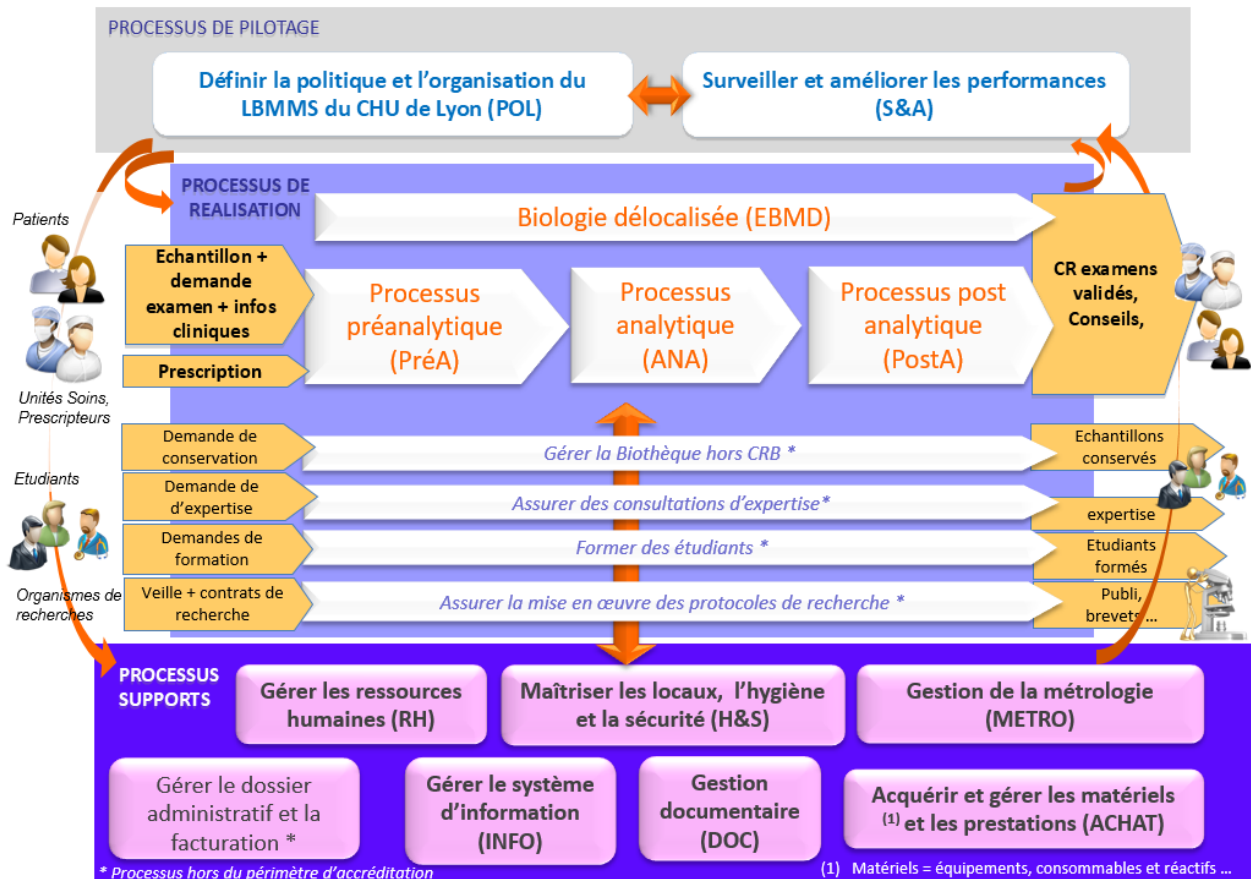 PROCESSUS DE PILOTAGE
Définir la politique et l'organisation du
LBMMS du CHU de Lyon (POL)
Surveiller et améliorer les performances
(S&A)
PROCESSUS DE
REALISATION
Biologie délocalisée (EBMD)
Patients
Echantillon +
demande
examen + infos
cliniques
Prescription
Processus
préanalytique
(PréA)
Processus
analytique
(ANA)
Processus post
analytique
(PostA)
CR examens
validés,
Conseils,
Unités Soins,
Prescripteurs
Demande de
conservation
Gérer la Biothèque hors CRB *
Echantillons
conservés
Etudiants
Demande de
d'expertise
Assurer des consultations d'expertise*
expertise
Demandes de
formation
Former des étudiants *
Etudiants
formés
Organismes de
recherches
Veille + contrats de
recherche
Assurer la mise en œuvre des protocoles de recherche *
Publi,
brevets ...
PROCESSUS
SUPPORTS
Gérer les ressources
humaines (RH)
Maîtriser les locaux, l'hygiène
et la sécurité (H&S)
Gestion de la métrologie
(METRO)
Gérer le dossier
administratif et la
facturation *
Gérer le système
d'information
(INFO)
Gestion
documentaire
(DOC)
Acquérir et gérer les matériels
(1) et les prestations (ACHAT)
* Processus hors du périmètre d'accréditation
(1) Matériels = équipements, consommables et réactifs ...